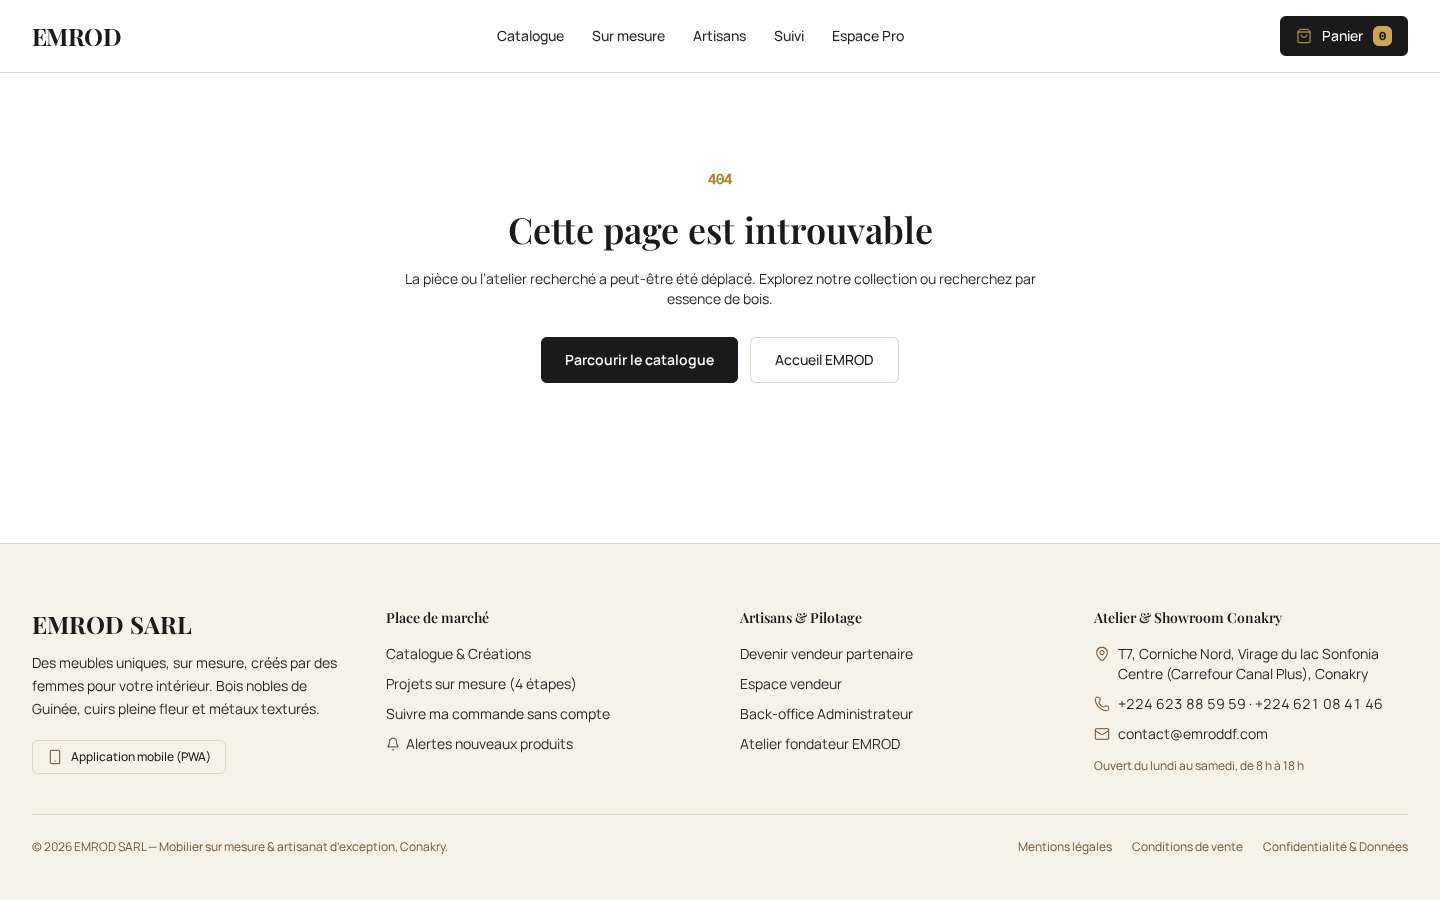 EMROD
Catalogue
Sur mesure
Artisans
Suivi
Espace Pro
Panier
0
404
Cette page est introuvable
La pièce ou l'atelier recherché a peut-être été déplacé. Explorez notre collection ou recherchez par
essence de bois.
Parcourir le catalogue
Accueil EMROD
EMROD SARL
Des meubles uniques, sur mesure, créés par des
femmes pour votre intérieur. Bois nobles de
Guinée, cuirs pleine fleur et métaux texturés.
Application mobile (PWA)
Place de marché
Catalogue & Créations
Projets sur mesure (4 étapes)
Suivre ma commande sans compte
Alertes nouveaux produits
Artisans & Pilotage
Devenir vendeur partenaire
Espace vendeur
Back-office Administrateur
Atelier fondateur EMROD
Atelier & Showroom Conakry
T7, Corniche Nord, Virage du lac Sonfonia
Centre (Carrefour Canal Plus), Conakry
+224 623 88 59 59 · +224 621 08 41 46
contact@emroddf.com
Ouvert du lundi au samedi, de 8 h à 18 h
© 2026 EMROD SARL — Mobilier sur mesure & artisanat d'exception, Conakry.
Mentions légales
Conditions de vente
Confidentialité & Données